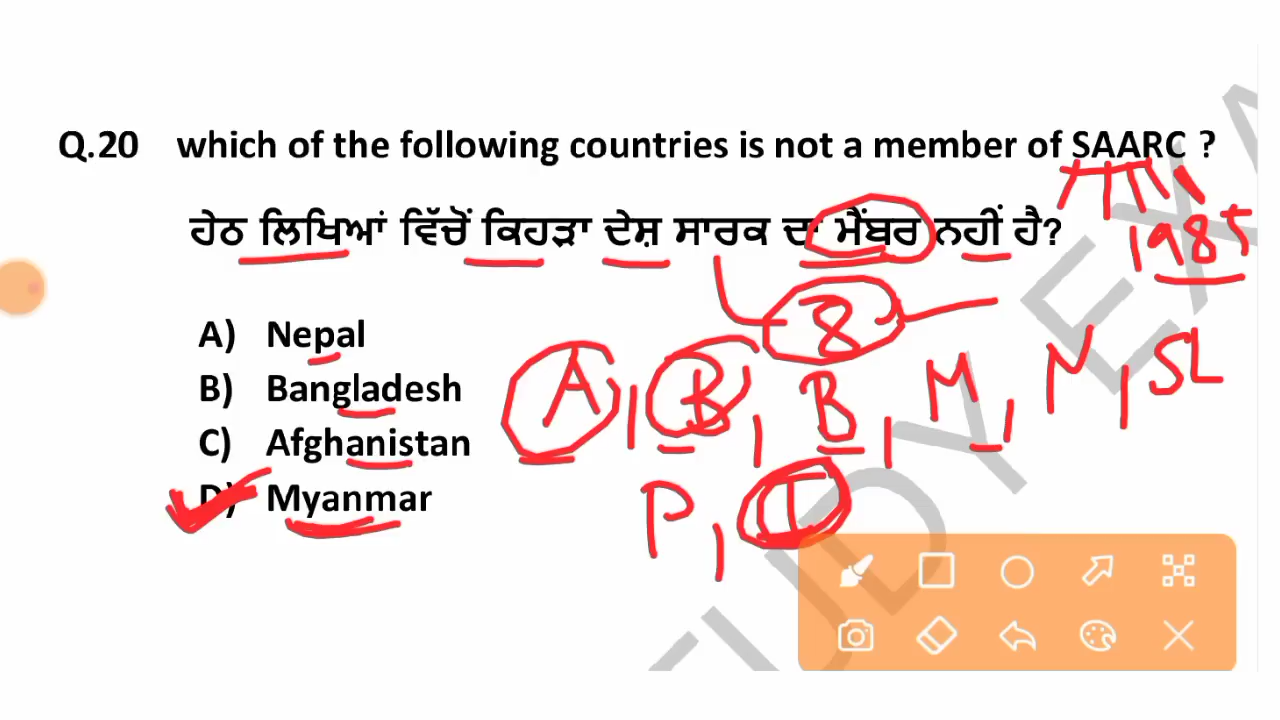 Q.20 which of the following countries is not a member of SAARC ?
ਹੇਠ ਲਿਖਿਆਂ ਵਿੱਚੋਂ ਕਿਹੜਾ ਦੇਸ਼ ਸਾਰਕ ਦਾ ਮੈਂਬਰ ਨਹੀਂ ਹੈ?
1985
8
A) Nepal
B) Bangladesh
A, B, B, M, N, SL
C) Afghanistan
D) Myanmar
P, I